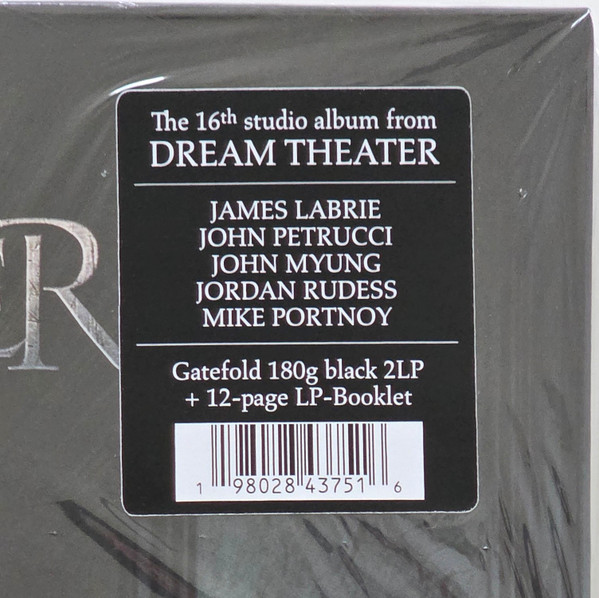 The 16th studio album from
DREAM THEATER
JAMES LABRIE
JOHN PETRUCCI
JOHN MYUNG
JORDAN RUDESS
MIKE PORTNOY
Gatefold 180g black 2LP
+ 12-page LP-Booklet
1 98028 43751 6
ER